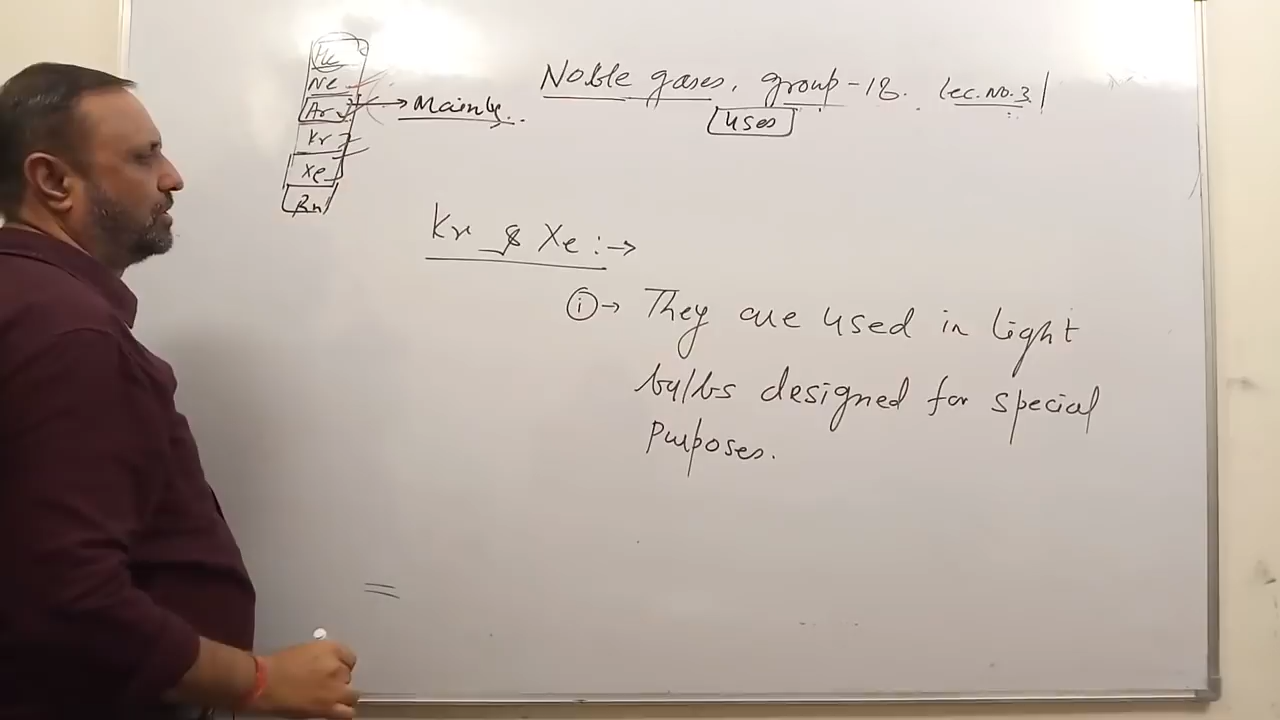 Noble gases, group-18. Lec. No. 3
Uses
He
Ne
Ar → Mainly..
Kr
Xe
Rn
Kr & Xe :→
(i)→ They are used in light
bulbs designed for special
purposes.
=